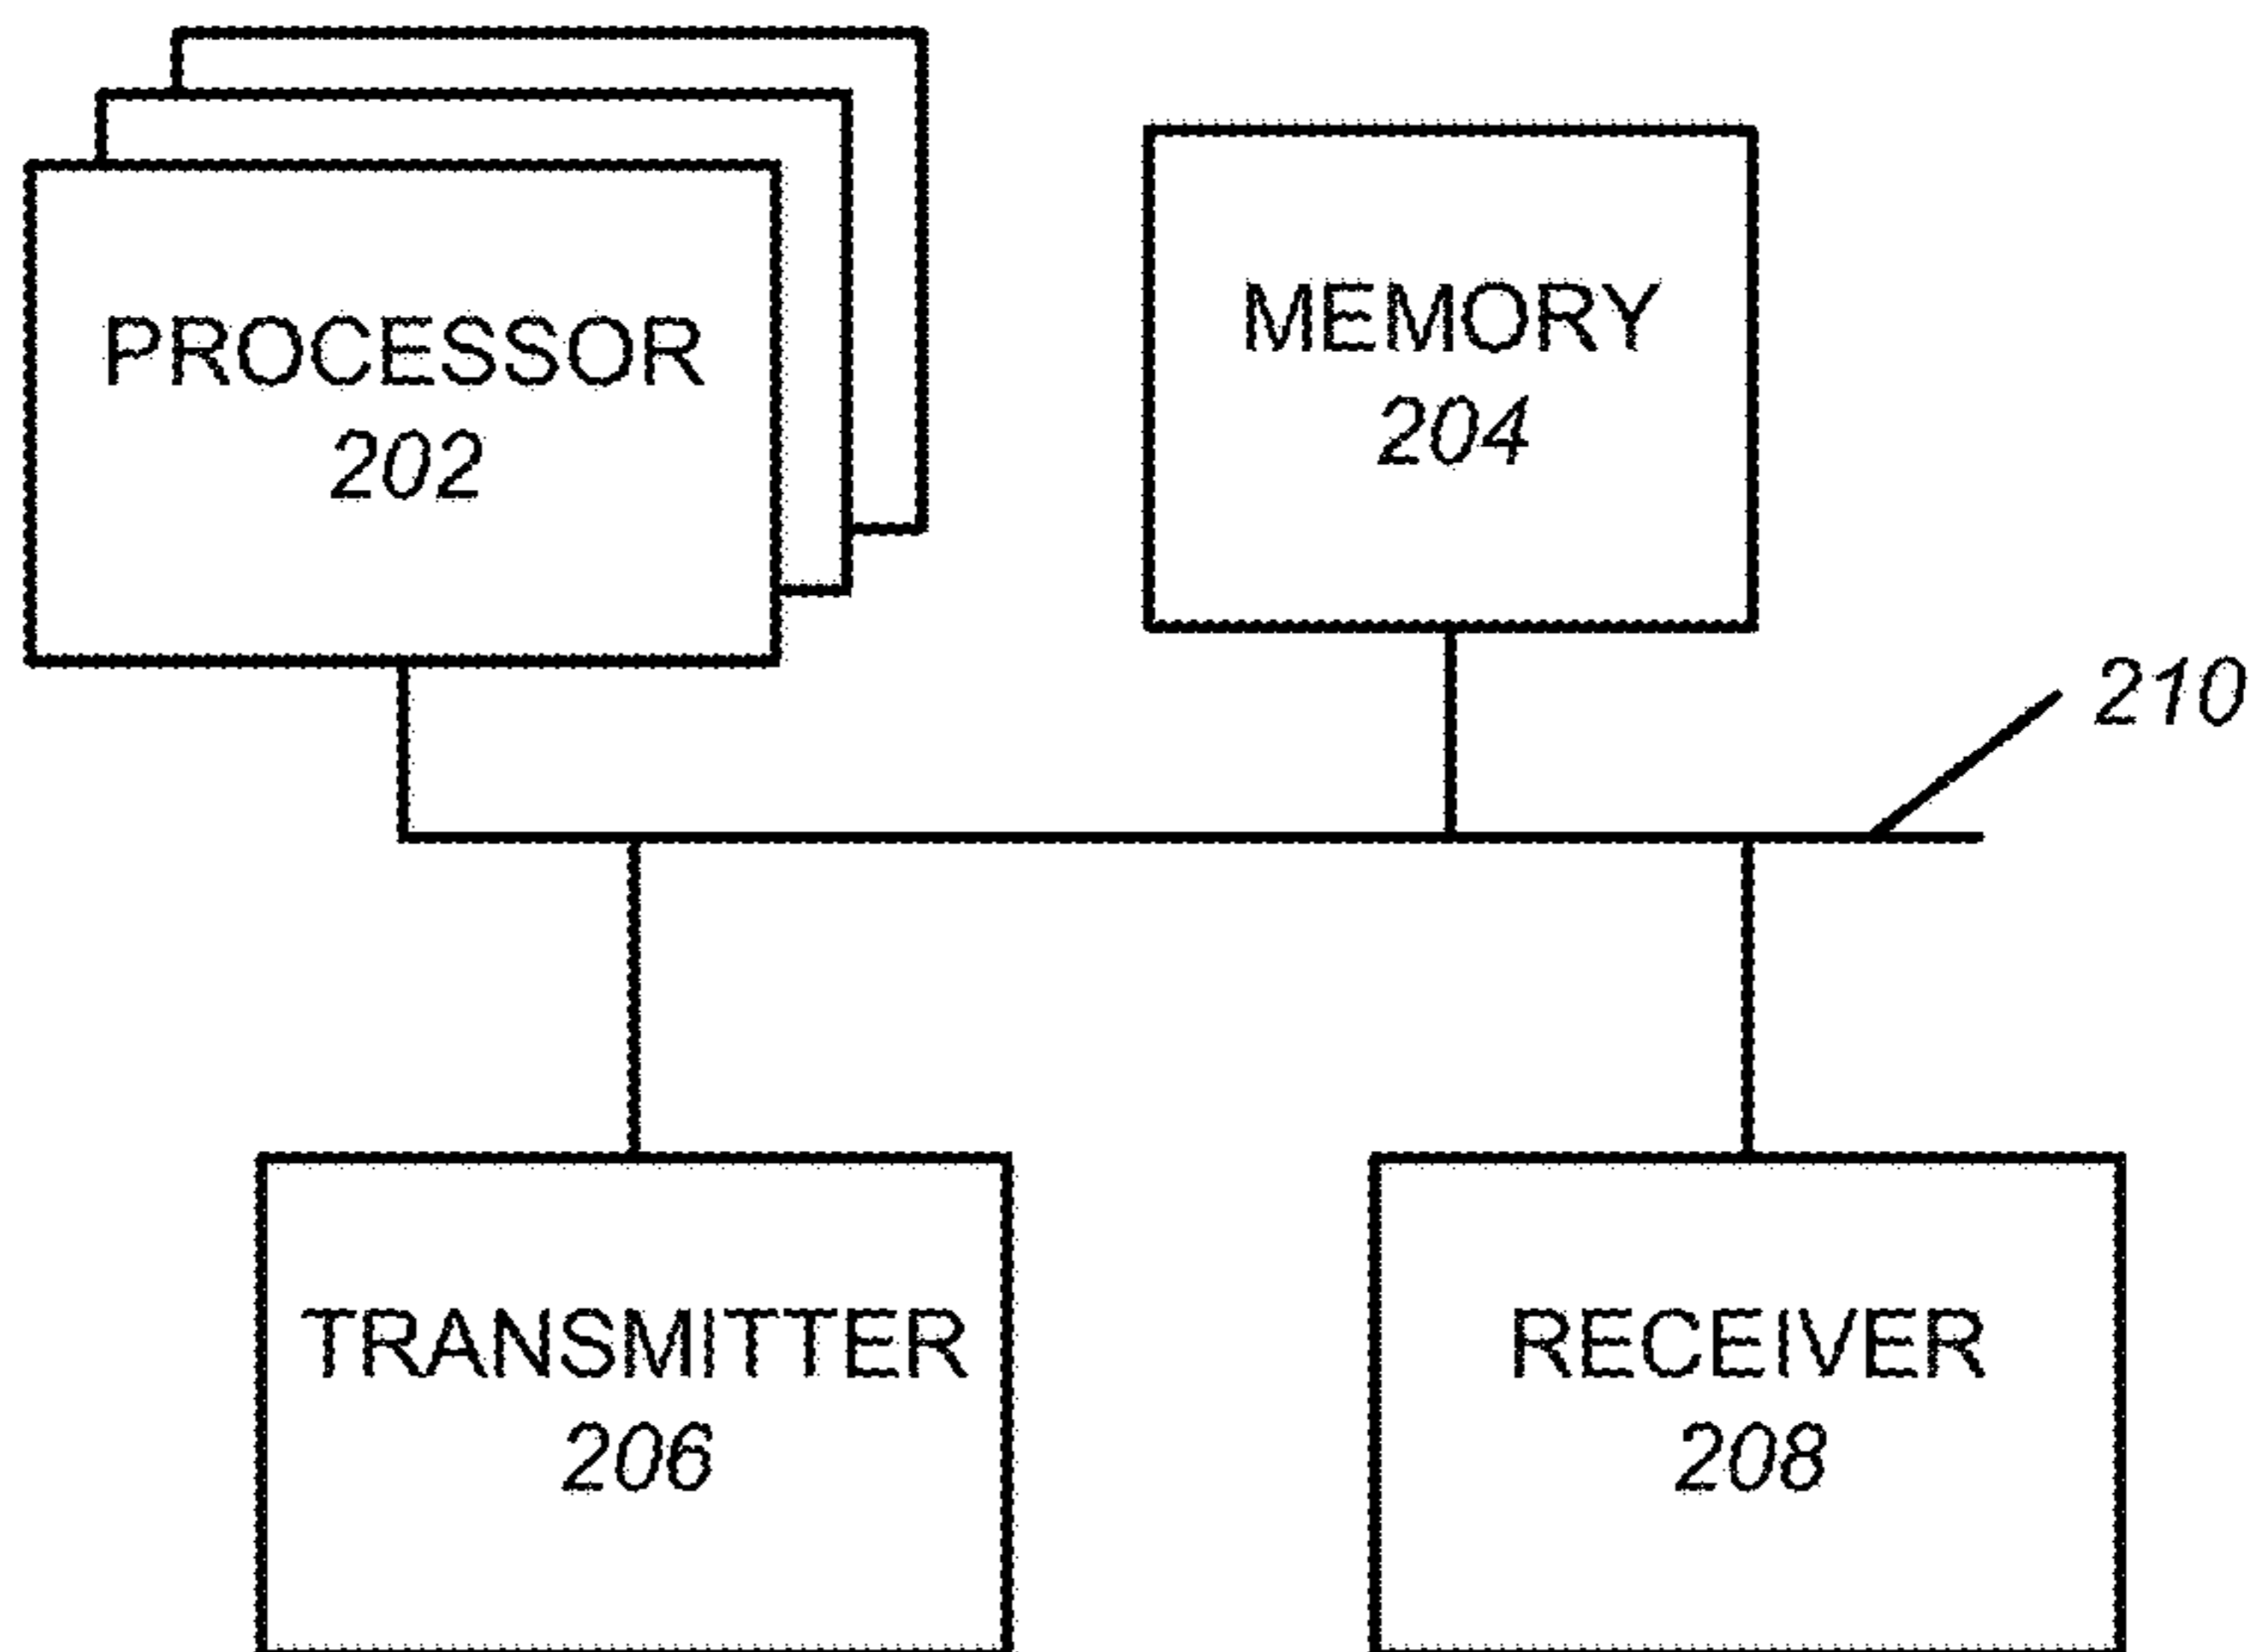 PROCESSOR
202
MEMORY
204
210
TRANSMITTER
206
RECEIVER
208